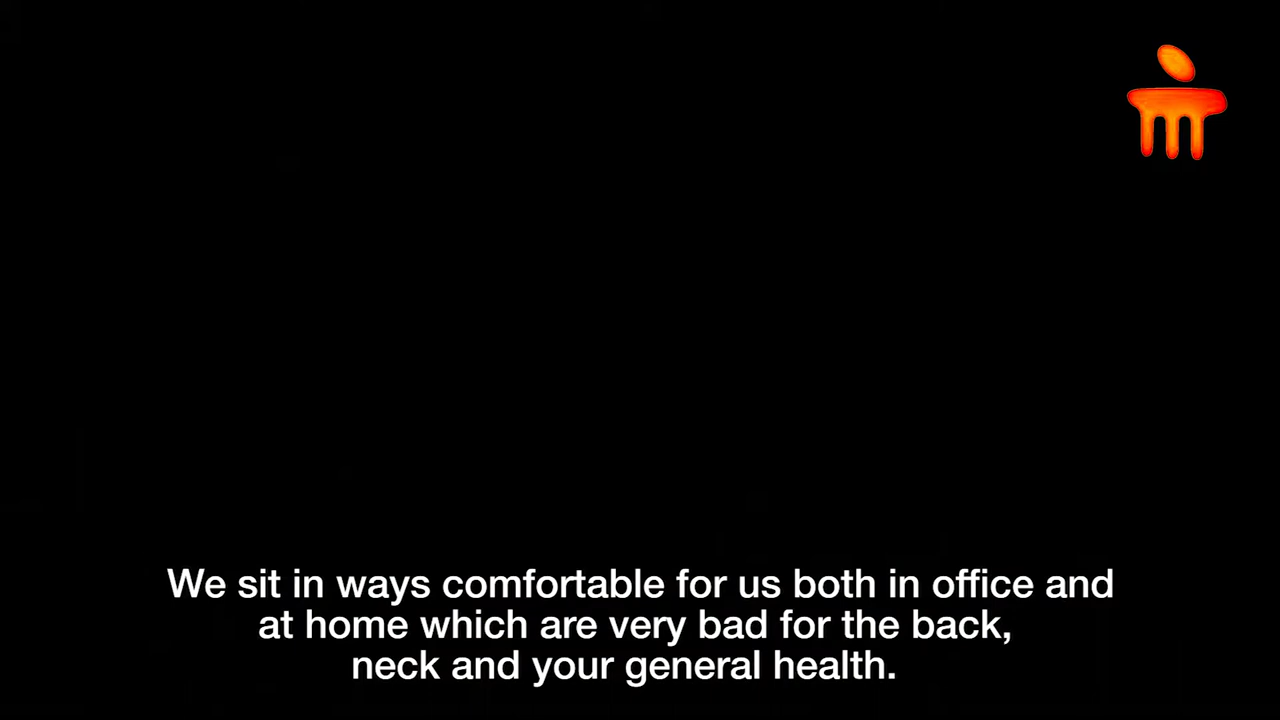 We sit in ways comfortable for us both in office and
at home which are very bad for the back,
neck and your general health.